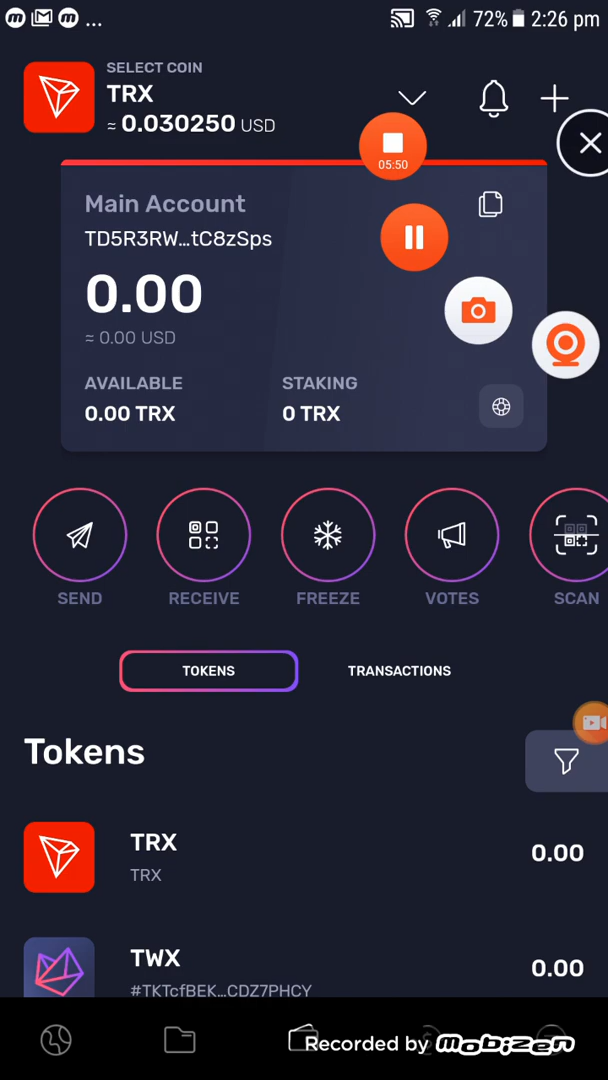 72% 2:26 pm
SELECT COIN
TRX
≈ 0.030250 USD
05:50
Main Account
TD5R3RW...tC8zSps
0.00
≈ 0.00 USD
AVAILABLE STAKING
0.00 TRX 0 TRX
SEND RECEIVE FREEZE VOTES SCAN
TOKENS TRANSACTIONS
Tokens
TRX 0.00
TRX
TWX 0.00
#TKTcfBEK...CDZ7PHCY
Recorded by mobizen